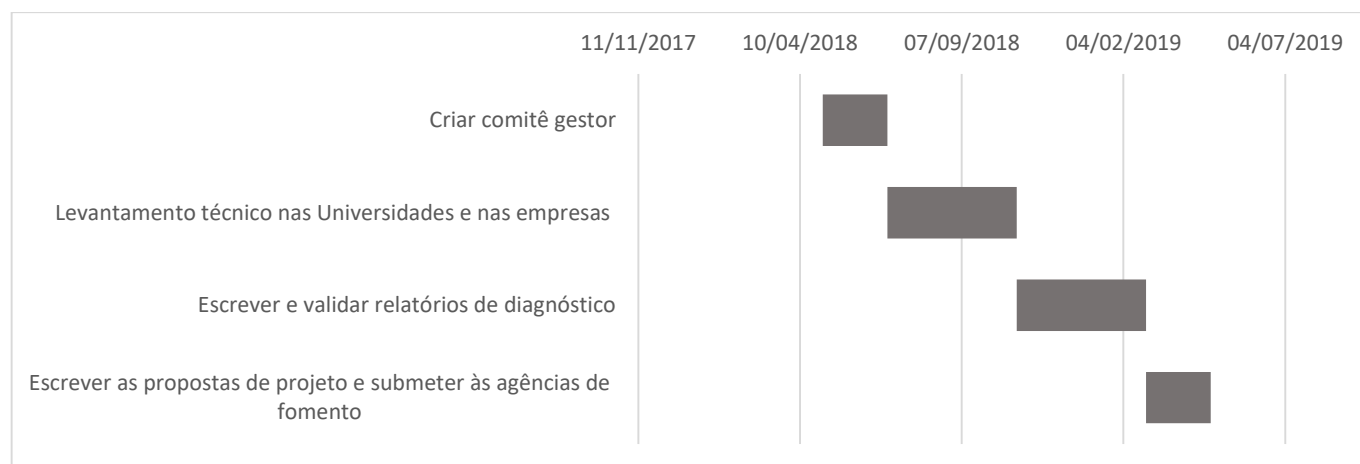 11/11/2017 10/04/2018 07/09/2018 04/02/2019 04/07/2019
Criar comitê gestor
Levantamento técnico nas Universidades e nas empresas
Escrever e validar relatórios de diagnóstico
Escrever as propostas de projeto e submeter às agências de
fomento